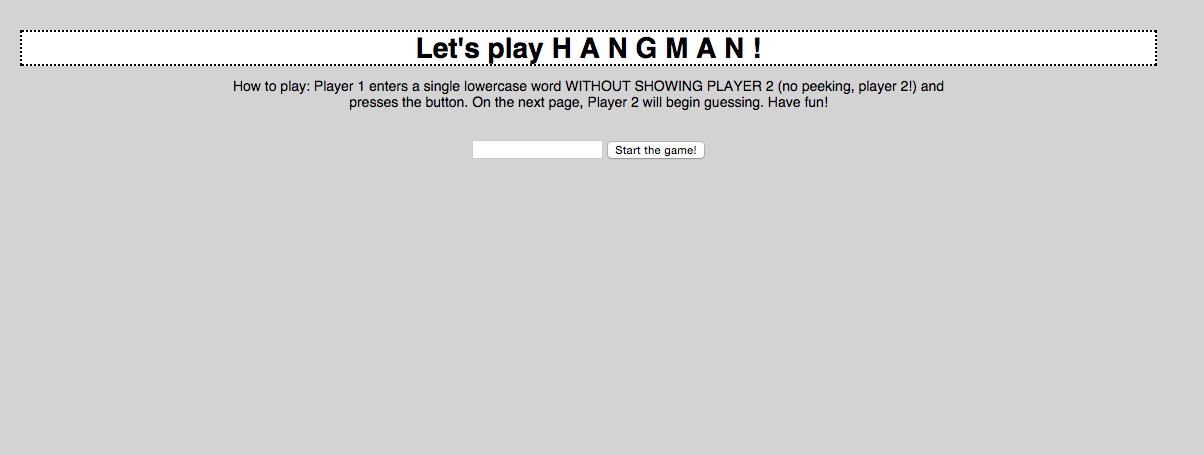 Let's play H A N G M A N !
How to play: Player 1 enters a single lowercase word WITHOUT SHOWING PLAYER 2 (no peeking, player 2!) and
presses the button. On the next page, Player 2 will begin guessing. Have fun!
Start the game!